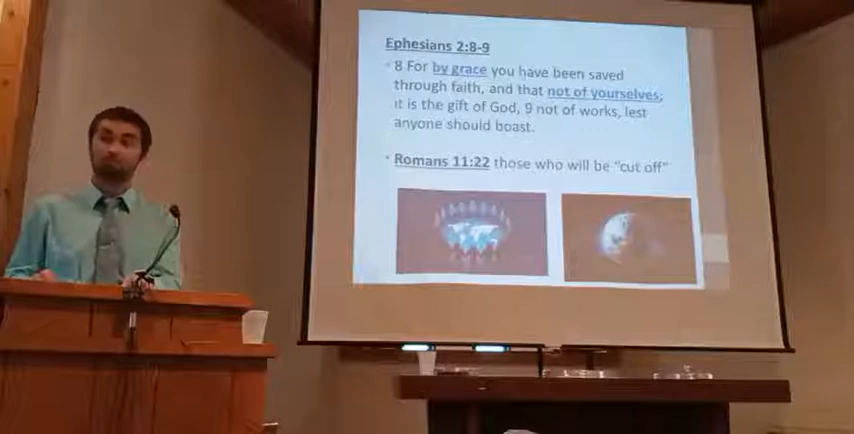 Ephesians 2:8-9
• 8 For by grace you have been saved
through faith, and that not of yourselves;
it is the gift of God, 9 not of works, lest
anyone should boast.
• Romans 11:22 those who will be "cut off"